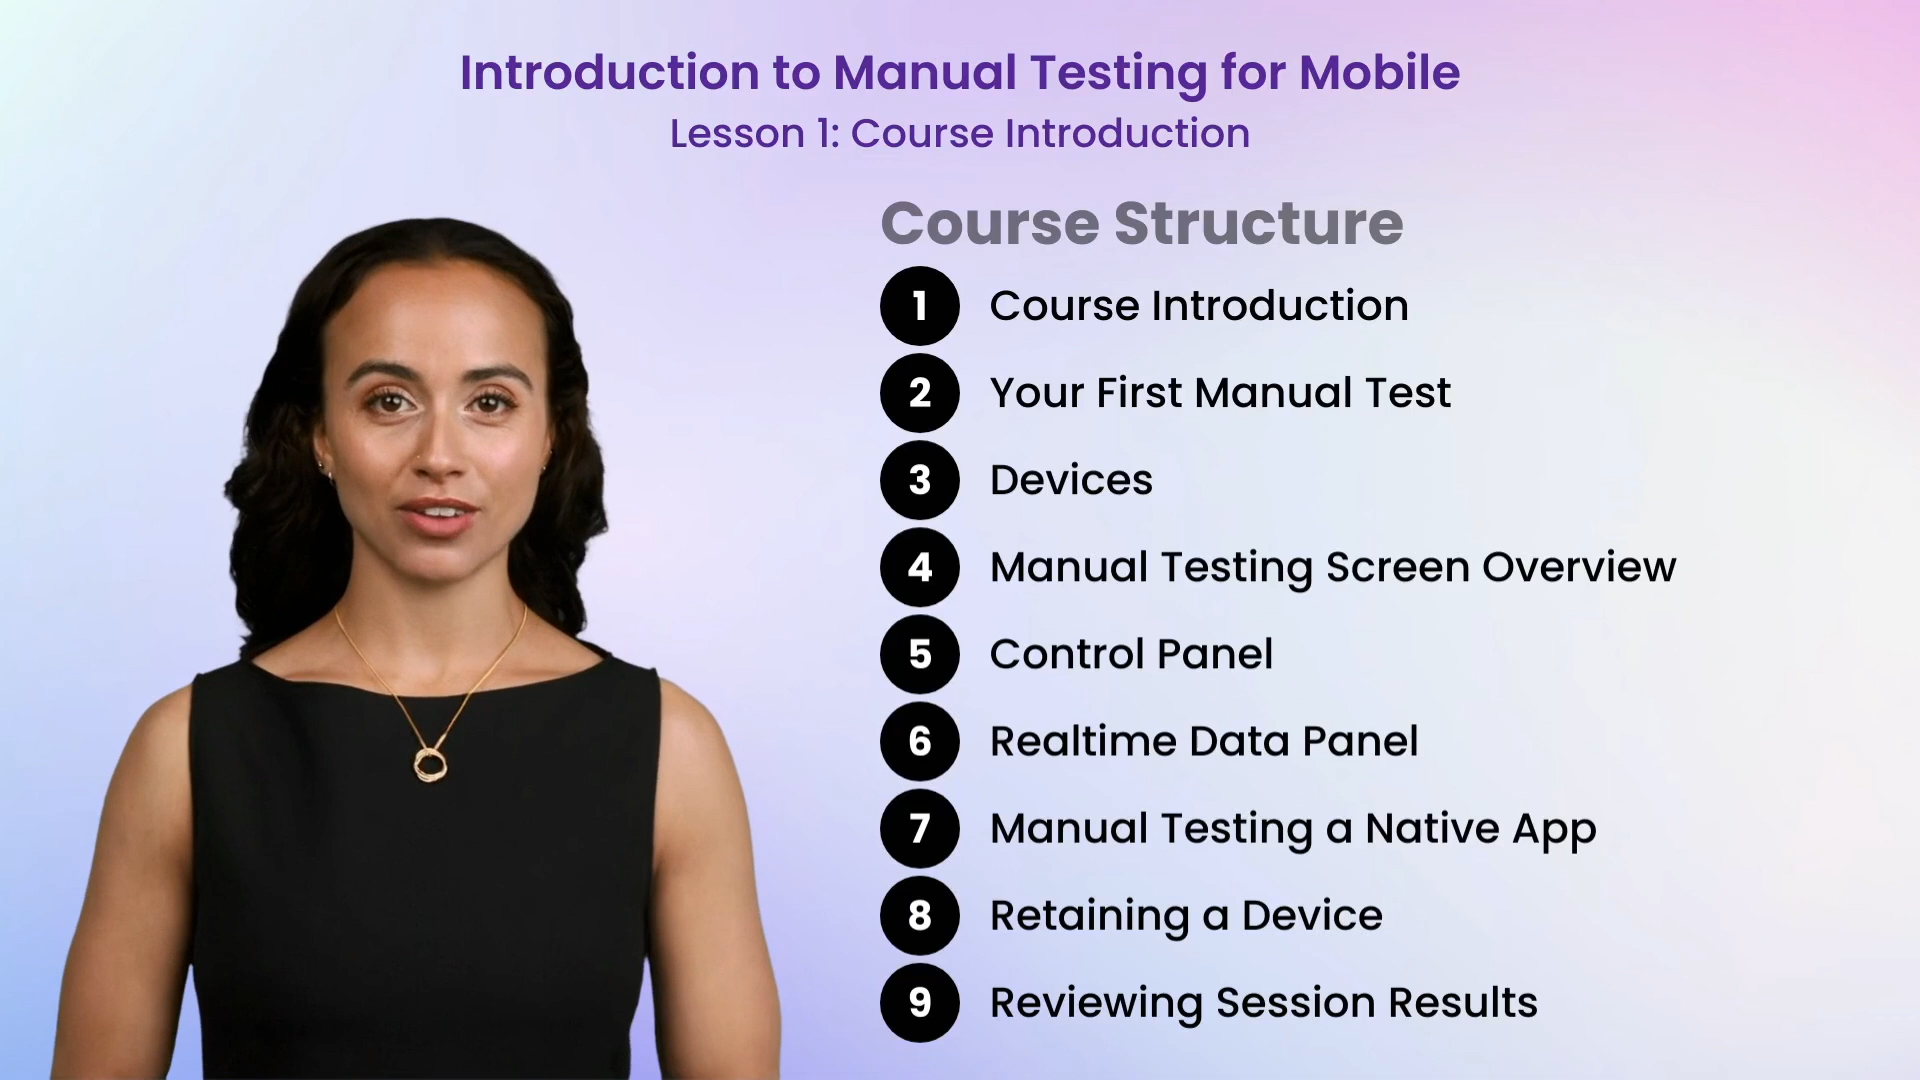 Introduction to Manual Testing for Mobile
Lesson 1: Course Introduction
Course Structure
1 Course Introduction
2 Your First Manual Test
3 Devices
4 Manual Testing Screen Overview
5 Control Panel
6 Realtime Data Panel
7 Manual Testing a Native App
8 Retaining a Device
9 Reviewing Session Results